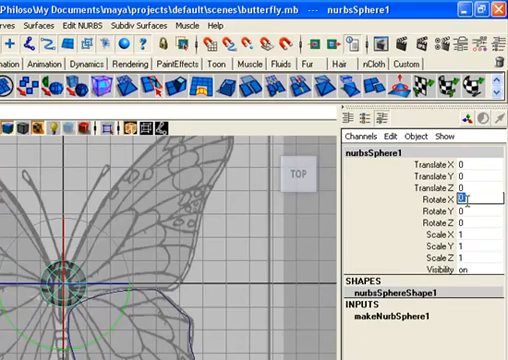 \Philoso\My Documents\maya\projects\default\scenes\butterfly.mb --- nurbsSphere1
rves Surfaces Edit NURBS Subdiv Surfaces Muscle Help
mation Animation Dynamics Rendering PaintEffects Toon Muscle Fluids Fur Hair nCloth Custom
Channels Edit Object Show
nurbsSphere1
Translate X 0
Translate Y 0
Translate Z 0
Rotate X 0
Rotate Y 0
Rotate Z 0
Scale X 1
Scale Y 1
Scale Z 1
Visibility on
SHAPES
nurbsSphereShape1
INPUTS
makeNurbSphere1
TOP